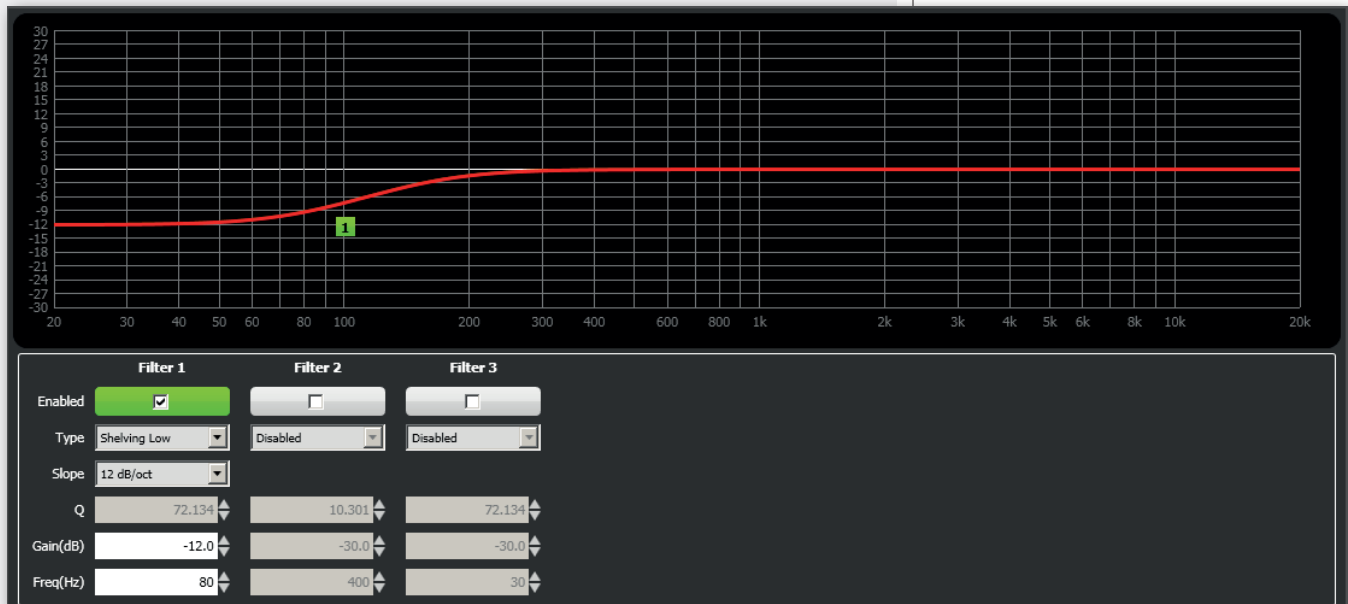 30
27
24
21
18
15
12
9
6
3
0
-3
-6
-9
-12
-15
-18
-21
-24
-27
-30
1
20 30 40 50 60 80 100 200 300 400 600 800 1k 2k 3k 4k 5k 6k 8k 10k 20k
Filter 1 Filter 2 Filter 3
Enabled
Type Shelving Low Disabled Disabled
Slope 12 dB/oct
Q 72.134 10.301 72.134
Gain(dB) -12.0 -30.0 -30.0
Freq(Hz) 80 400 30